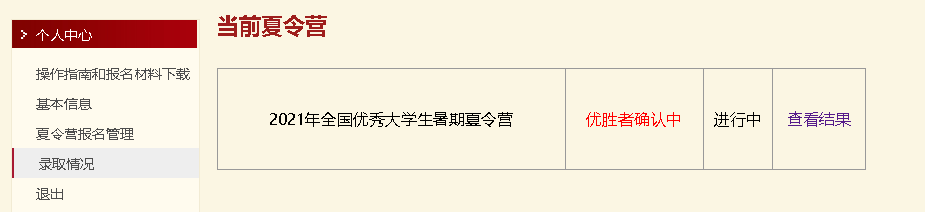 当前夏令营
个人中心
操作指南和报名材料下载
基本信息
夏令营报名管理
录取情况
退出
2021年全国优秀大学生暑期夏令营 优胜者确认中 进行中 查看结果